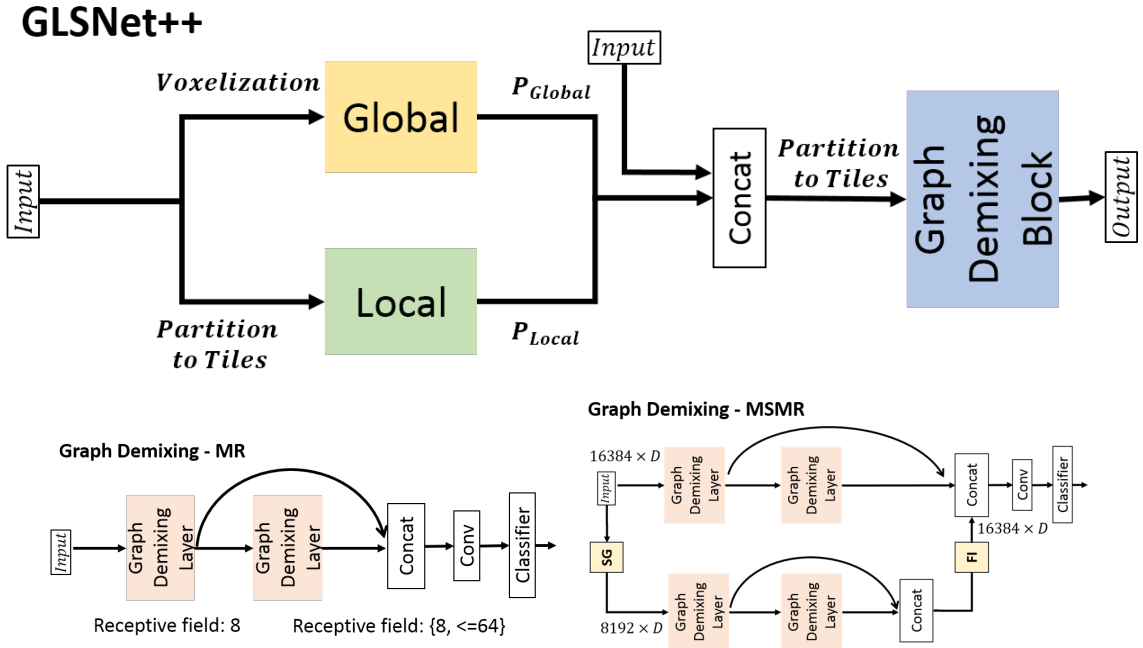 GLSNet++
Input
Voxelization
Global
P_Global
Input
Partition
to Tiles
Local
P_Local
Concat
Partition
to Tiles
Graph
Demixing
Block
Output
Graph Demixing - MR
Input
Graph
Demixing
Layer
Graph
Demixing
Layer
Concat
Conv
Classifier
Receptive field: 8
Receptive field: {8, <=64}
Graph Demixing - MSMR
16384 × D
Input
Graph
Demixing
Layer
Graph
Demixing
Layer
Concat
Conv
Classifier
16384 × D
SG
FI
8192 × D
Graph
Demixing
Layer
Graph
Demixing
Layer
Concat